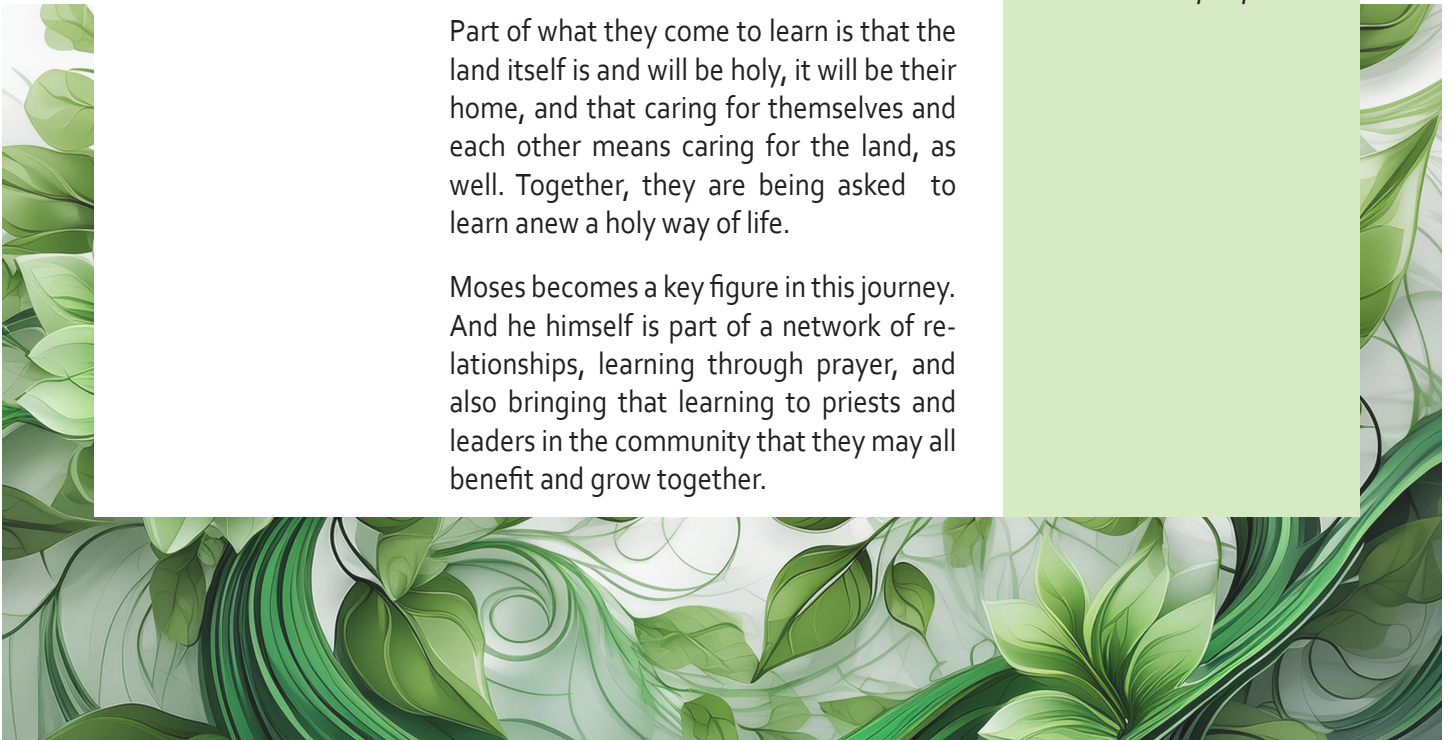 Part of what they come to learn is that the
land itself is and will be holy, it will be their
home, and that caring for themselves and
each other means caring for the land, as
well. Together, they are being asked to
learn anew a holy way of life.
Moses becomes a key figure in this journey.
And he himself is part of a network of re-
lationships, learning through prayer, and
also bringing that learning to priests and
leaders in the community that they may all
benefit and grow together.